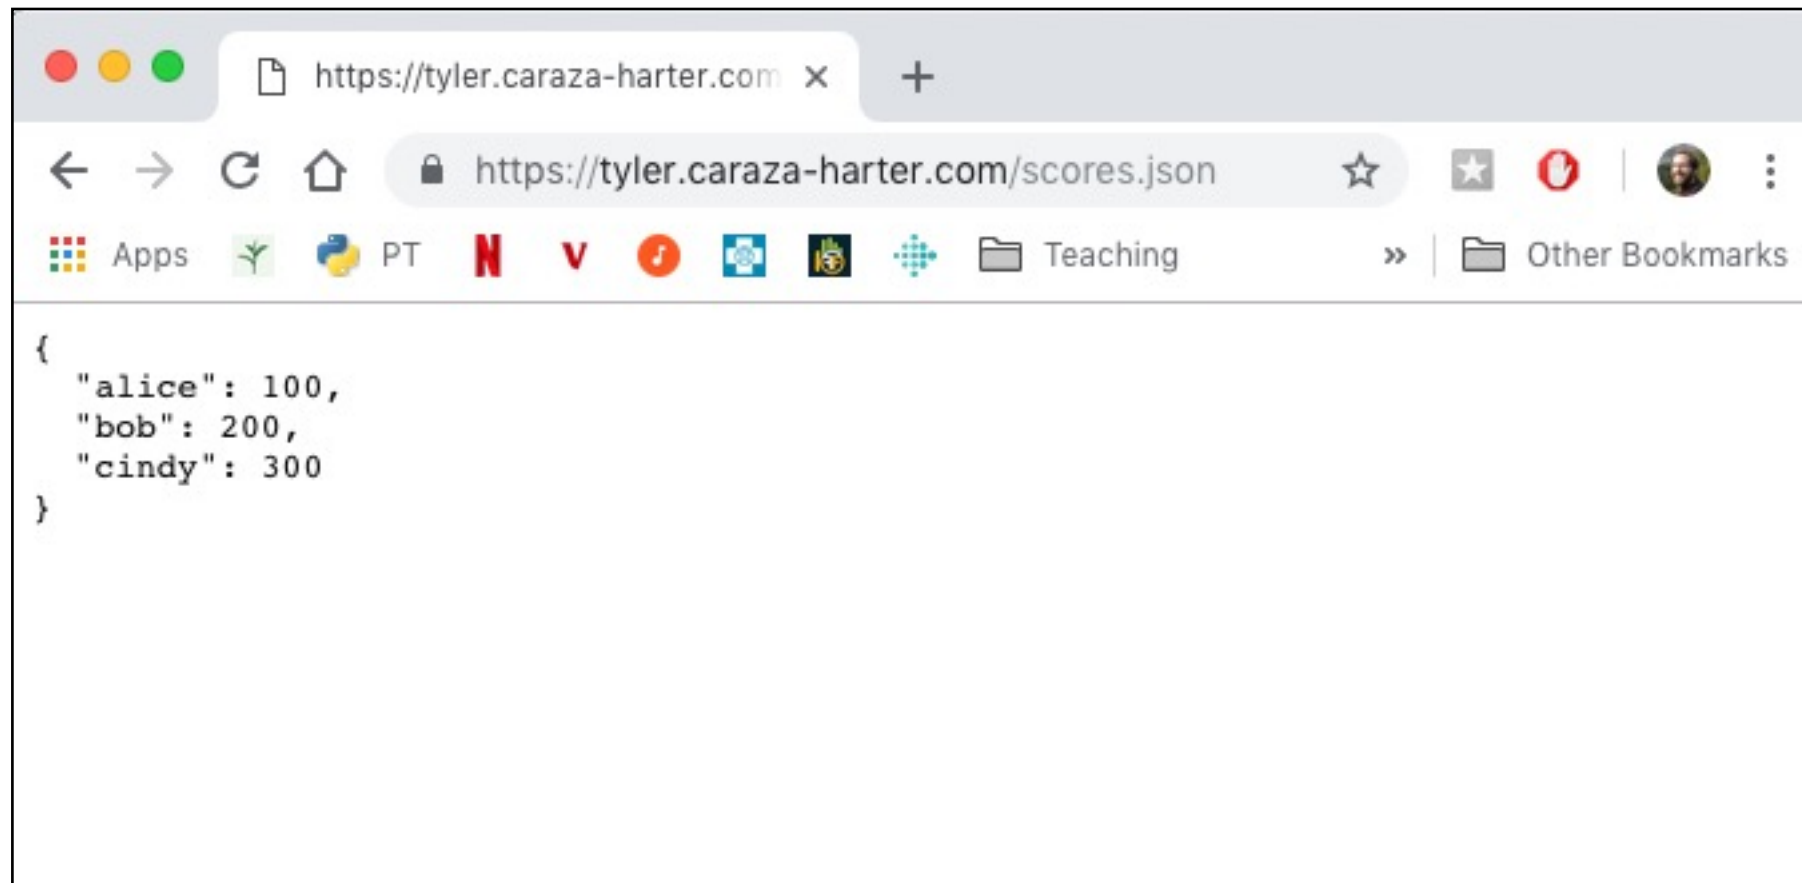 https://tyler.caraza-harter.com
https://tyler.caraza-harter.com/scores.json
Apps PT N V Teaching » Other Bookmarks
{
"alice": 100,
"bob": 200,
"cindy": 300
}